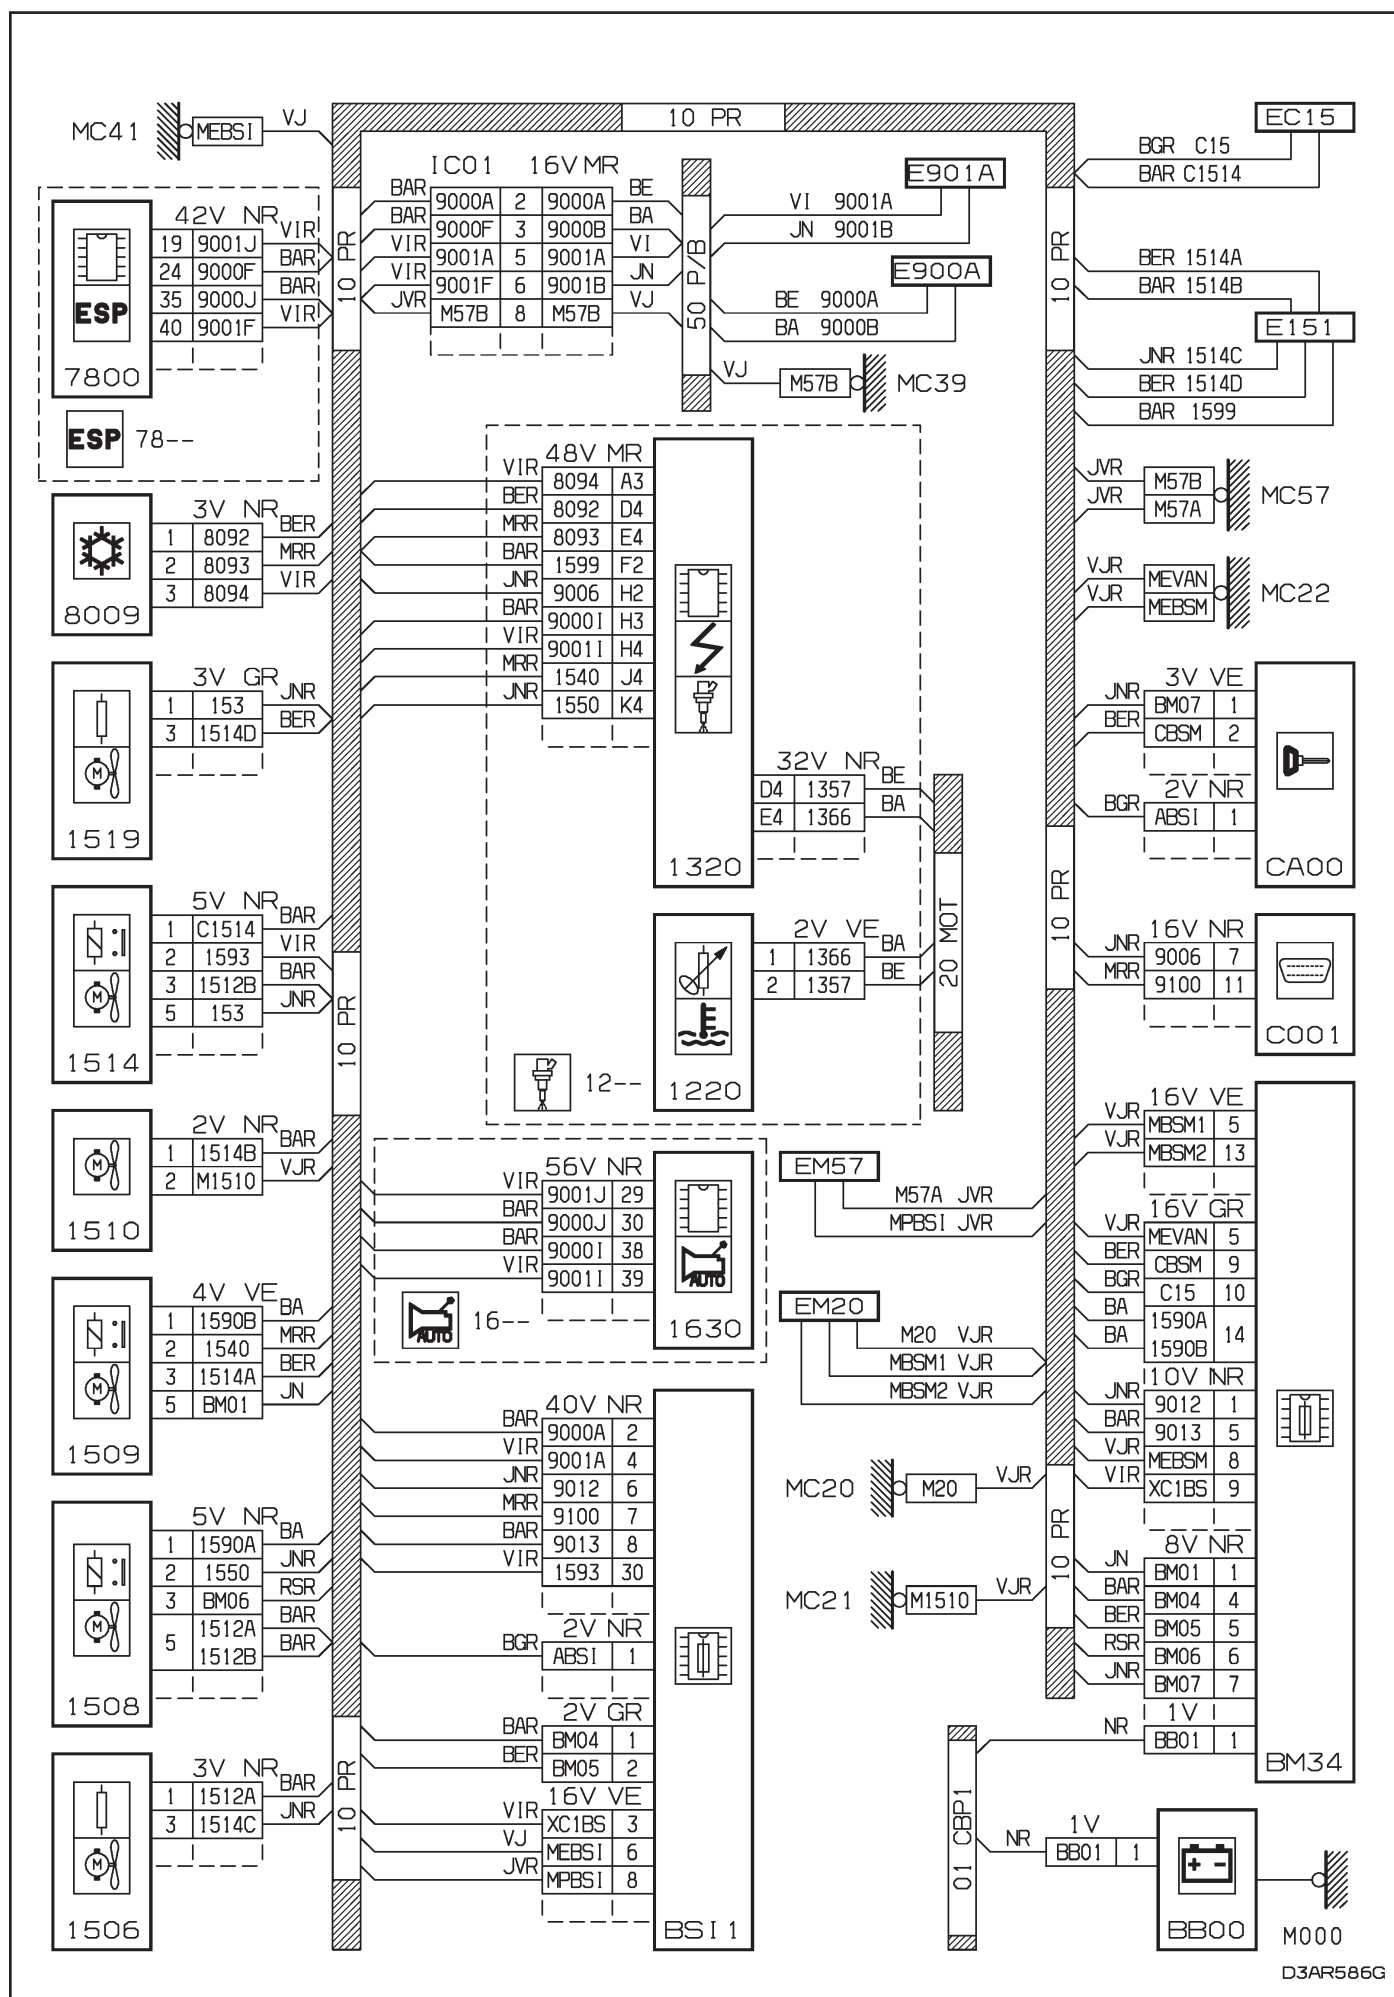 10 PR
MC41 MEBSI VJ
42V NR
19 9001J VIR
24 9000F BAR
35 9000J BAR
40 9001F VIR
ESP
7800
ESP 78--
3V NR
1 8092 BER
2 8093 MRR
3 8094 VIR
8009
3V GR
1 153 JNR
3 1514D BER
M
1519
5V NR
1 C1514 BAR
2 1593 VIR
3 1512B BAR
5 153 JNR
M
1514
2V NR
1 1514B BAR
2 M1510 VJR
M
1510
4V VE
1 1590B BA
2 1540 MRR
3 1514A BER
5 BM01 JN
M
1509
5V NR
1 1590A BA
2 1550 JNR
3 BM06 RSR
5 1512A BAR
1512B BAR
M
1508
3V NR
1 1512A BAR
3 1514C JNR
M
1506
10 PR
10 PR
10 PR
IC01 16V MR
BAR 9000A 2 9000A BE
BAR 9000F 3 9000B BA
VIR 9001A 5 9001A VI
VIR 9001F 6 9001B JN
JVR M57B 8 M57B VJ
50 P/B
E901A
VI 9001A
JN 9001B
E900A
BE 9000A
BA 9000B
VJ M57B MC39
48V MR
VIR 8094 A3
BER 8092 D4
MRR 8093 E4
BAR 1599 F2
JNR 9006 H2
BAR 9000I H3
VIR 9001I H4
MRR 1540 J4
JNR 1550 K4
32V NR
D4 1357 BE
E4 1366 BA
1320
2V VE
1 1366 BA
2 1357 BE
1220
20 MOT
12--
56V NR
VIR 9001J 29
BAR 9000J 30
BAR 9000I 38
VIR 9001I 39
AUTO
1630
AUTO
16--
40V NR
BAR 9000A 2
VIR 9001A 4
JNR 9012 6
MRR 9100 7
BAR 9013 8
VIR 1593 30
2V NR
BGR ABSI 1
2V GR
BAR BM04 1
BER BM05 2
16V VE
VIR XC1BS 3
VJ MEBSI 6
JVR MPBSI 8
BSI1
EM57
M57A JVR
MPBSI JVR
EM20
M20 VJR
MBSM1 VJR
MBSM2 VJR
MC20 M20 VJR
MC21 M1510 VJR
10 PR
10 PR
10 PR
EC15
BGR C15
BAR C1514
BER 1514A
BAR 1514B
E151
JNR 1514C
BER 1514D
BAR 1599
JVR M57B
JVR M57A
MC57
VJR MEVAN
VJR MEBSM
MC22
3V VE
JNR BM07 1
BER CBSM 2
2V NR
BGR ABSI 1
CA00
16V NR
JNR 9006 7
MRR 9100 11
C001
16V VE
VJR MBSM1 5
VJR MBSM2 13
16V GR
VJR MEVAN 5
BER CBSM 9
BGR C15 10
BA 1590A 14
BA 1590B
10V NR
JNR 9012 1
BAR 9013 5
VJR MEBSM 8
VIR XC1BS 9
8V NR
JN BM01 1
BAR BM04 4
BER BM05 5
RSR BM06 6
JNR BM07 7
1V
NR BB01 1
BM34
01 CBP1
1V
NR BB01 1
+ -
BB00
M000
D3AR586G